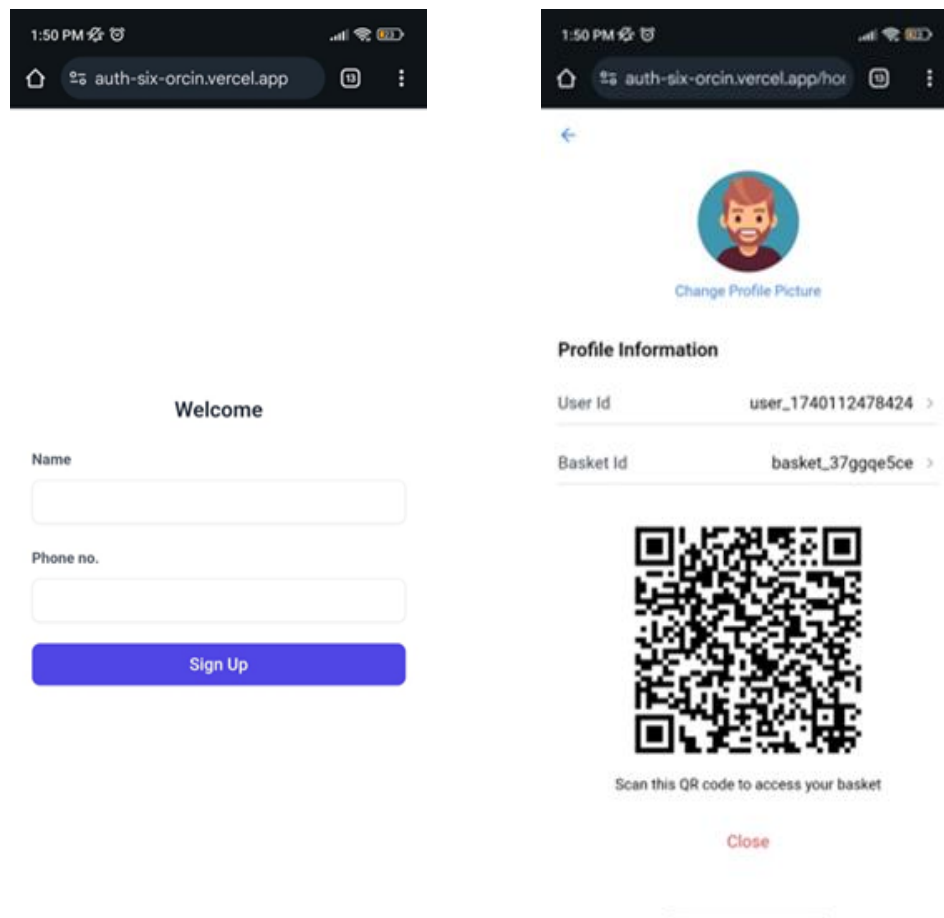 1:50 PM
auth-six-orcin.vercel.app
13
Welcome
Name
Phone no.
Sign Up
1:50 PM
auth-six-orcin.vercel.app/hor
13
Change Profile Picture
Profile Information
User Id user_1740112478424
Basket Id basket_37ggqe5ce
Scan this QR code to access your basket
Close